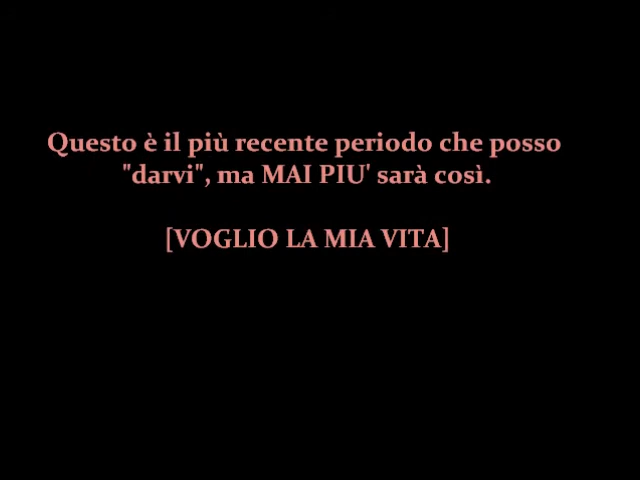 Questo è il più recente periodo che posso
"darvi", ma MAI PIU' sarà così.
[VOGLIO LA MIA VITA]